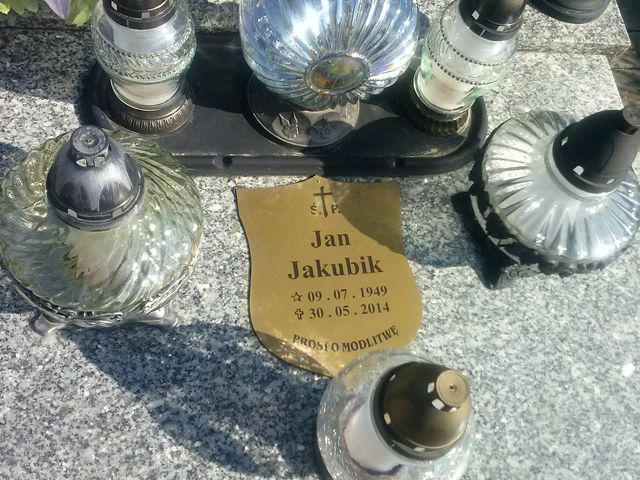 Ś. P.
Jan
Jakubik
☆ 09.07.1949
✞ 30.05.2014
PROSI O MODLITWĘ